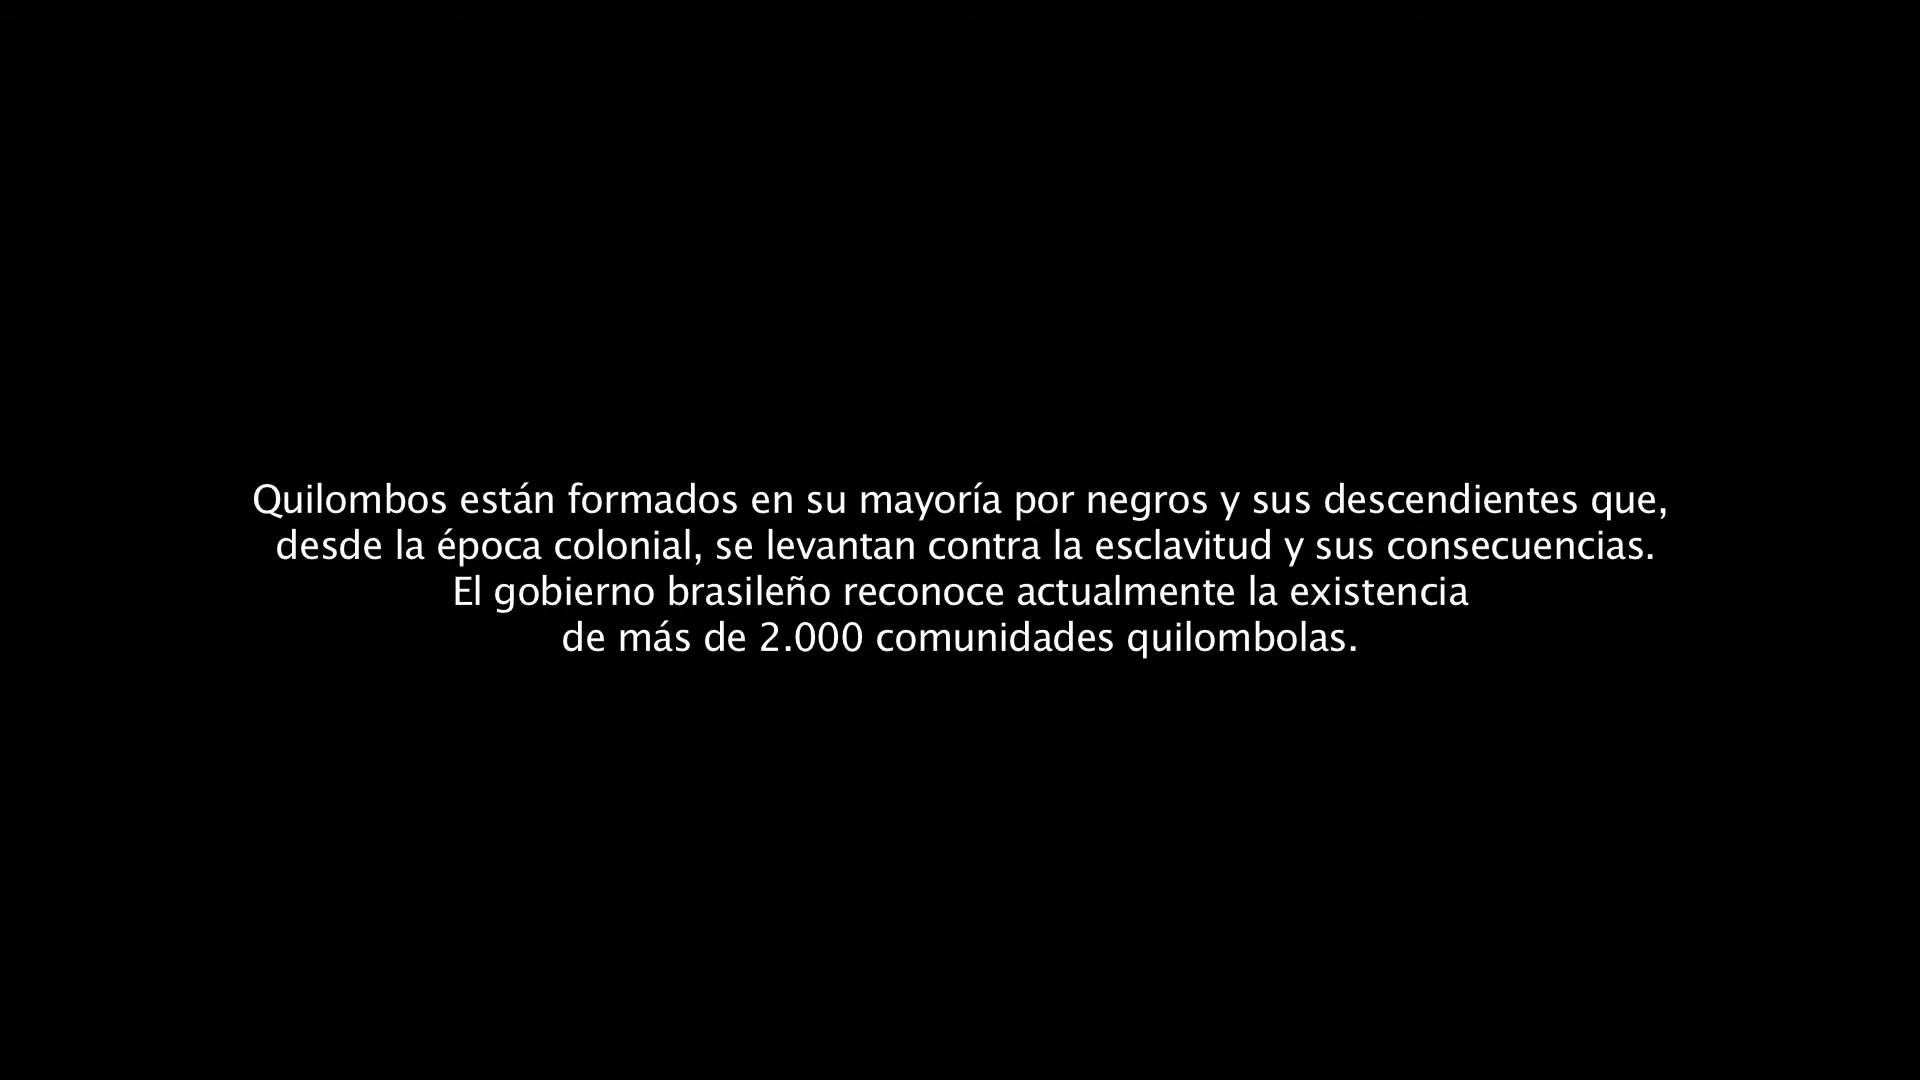 Quilombos están formados en su mayoría por negros y sus descendientes que,
desde la época colonial, se levantan contra la esclavitud y sus consecuencias.
El gobierno brasileño reconoce actualmente la existencia
de más de 2.000 comunidades quilombolas.